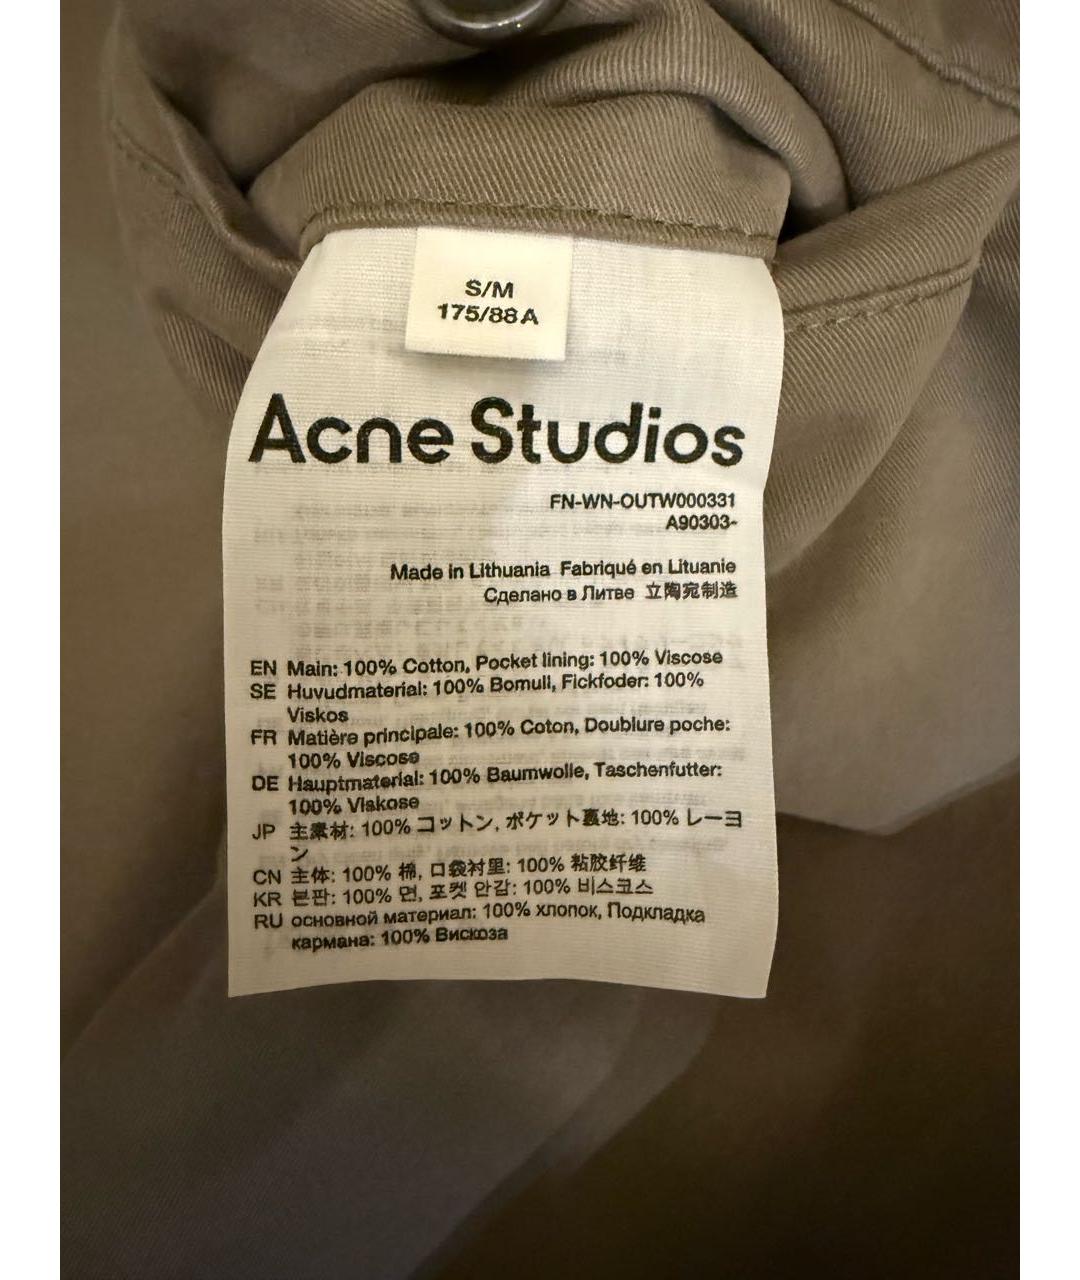 S/M
175/88A
Acne Studios
FN-WN-OUTW000331
A90303-
Made in Lithuania Fabriqué en Lituanie
Сделано в Литве 立陶宛制造
EN Main: 100% Cotton, Pocket lining: 100% Viscose
SE Huvudmaterial: 100% Bomull, Fickfoder: 100%
Viskos
FR Matière principale: 100% Coton, Doublure poche:
100% Viscose
DE Hauptmaterial: 100% Baumwolle, Taschenfutter:
100% Viskose
JP 主素材: 100% コットン, ポケット裏地: 100% レーヨ
ン
CN 主体: 100% 棉, 口袋衬里: 100% 粘胶纤维
KR 본판: 100% 면, 포켓 안감: 100% 비스코스
RU основной материал: 100% хлопок, Подкладка
кармана: 100% Вискоза